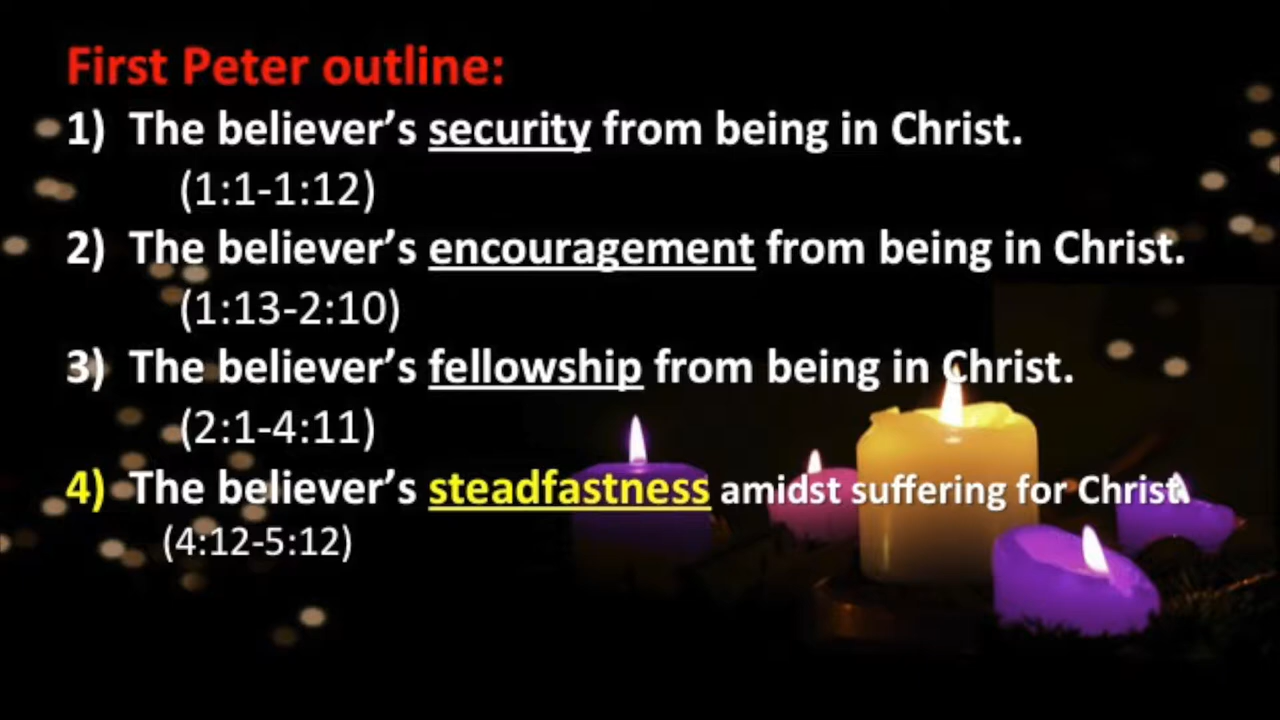 First Peter outline:
1) The believer’s security from being in Christ.
(1:1-1:12)
2) The believer’s encouragement from being in Christ.
(1:13-2:10)
3) The believer’s fellowship from being in Christ.
(2:1-4:11)
4) The believer’s steadfastness amidst suffering for Christ.
(4:12-5:12)